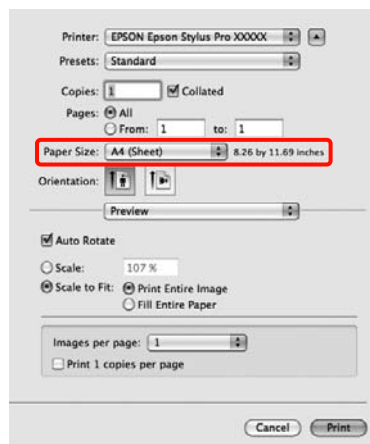 Printer: EPSON Epson Stylus Pro XXXXX
Presets: Standard
Copies: 1 Collated
Pages: All
From: 1 to: 1
Paper Size: A4 (Sheet) 8.26 by 11.69 inches
Orientation:
Preview
Auto Rotate
Scale: 107 %
Scale to Fit: Print Entire Image
Fill Entire Paper
Images per page: 1
Print 1 copies per page
Cancel Print